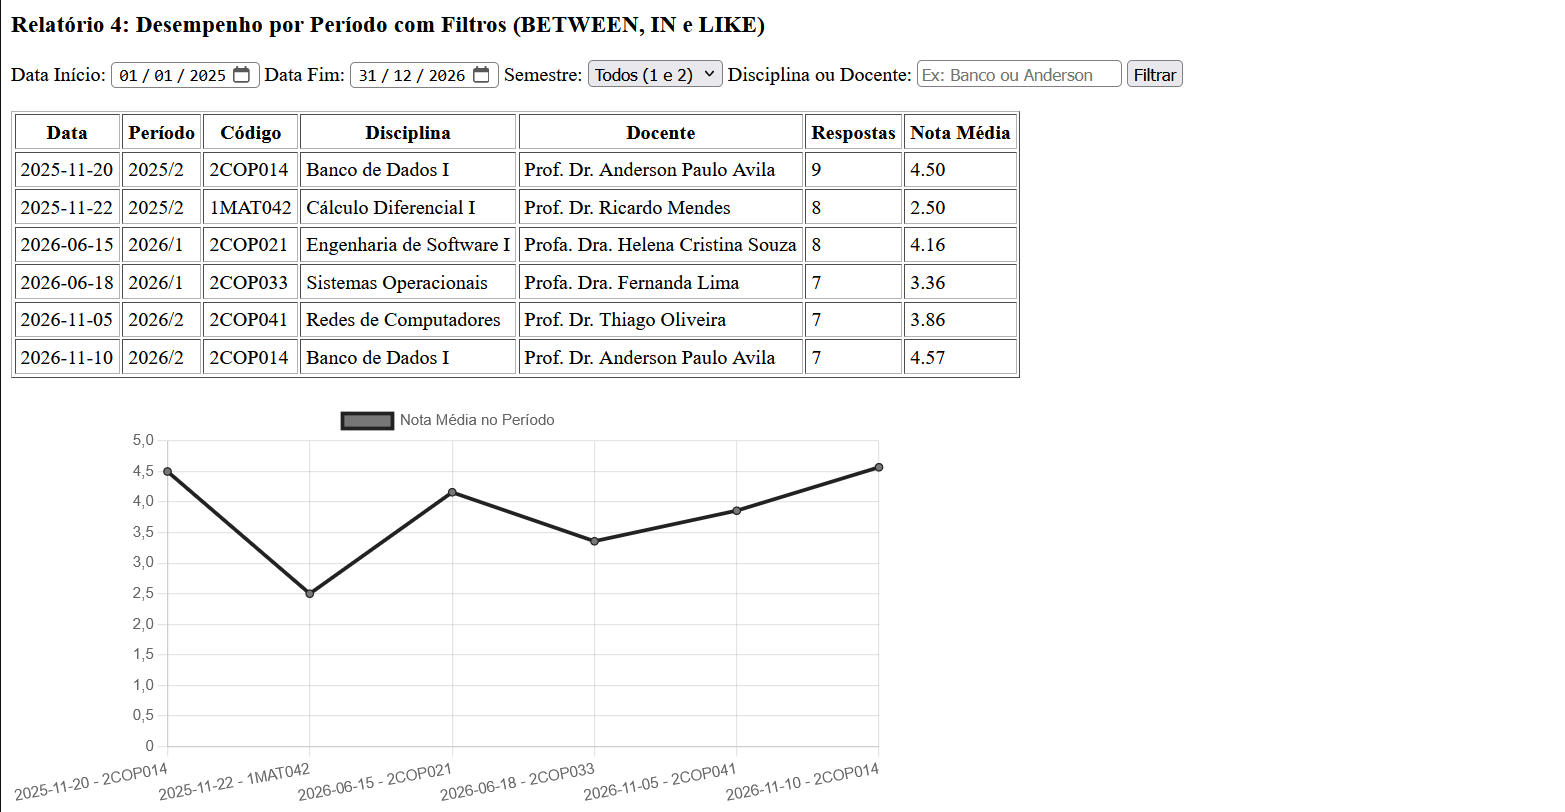 Relatório 4: Desempenho por Período com Filtros (BETWEEN, IN e LIKE)
Data Início: 01 / 01 / 2025 Data Fim: 31 / 12 / 2026 Semestre: Todos (1 e 2) Disciplina ou Docente: Ex: Banco ou Anderson Filtrar
Data Período Código Disciplina Docente Respostas Nota Média
2025-11-20 2025/2 2COP014 Banco de Dados I Prof. Dr. Anderson Paulo Avila 9 4.50
2025-11-22 2025/2 1MAT042 Cálculo Diferencial I Prof. Dr. Ricardo Mendes 8 2.50
2026-06-15 2026/1 2COP021 Engenharia de Software I Profa. Dra. Helena Cristina Souza 8 4.16
2026-06-18 2026/1 2COP033 Sistemas Operacionais Profa. Dra. Fernanda Lima 7 3.36
2026-11-05 2026/2 2COP041 Redes de Computadores Prof. Dr. Thiago Oliveira 7 3.86
2026-11-10 2026/2 2COP014 Banco de Dados I Prof. Dr. Anderson Paulo Avila 7 4.57
Nota Média no Período
5,0
4,5
4,0
3,5
3,0
2,5
2,0
1,5
1,0
0,5
0
2025-11-20 - 2COP014
2025-11-22 - 1MAT042
2026-06-15 - 2COP021
2026-06-18 - 2COP033
2026-11-05 - 2COP041
2026-11-10 - 2COP014